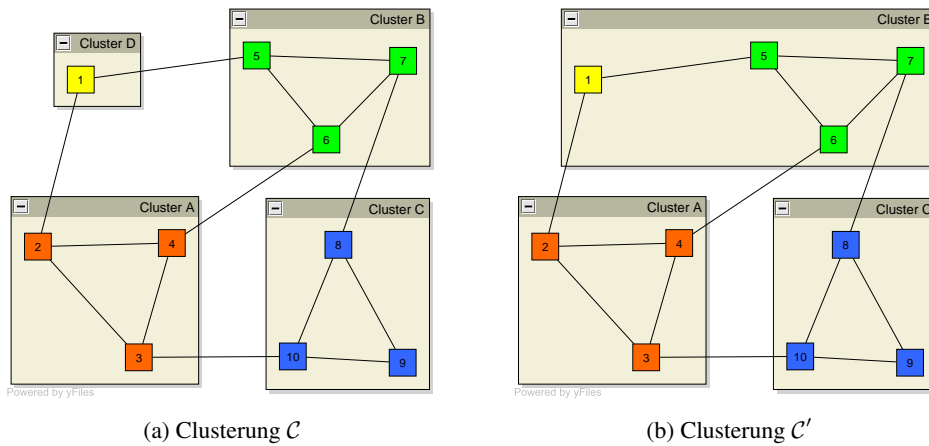 Cluster B
Cluster D
1
5
7
6
Cluster A
2
4
3
Cluster C
8
10
9
Powered by yFiles
(a) Clusterung C
Cluster B
1
5
7
6
Cluster A
2
4
3
Cluster C
8
10
9
Powered by yFiles
(b) Clusterung C′